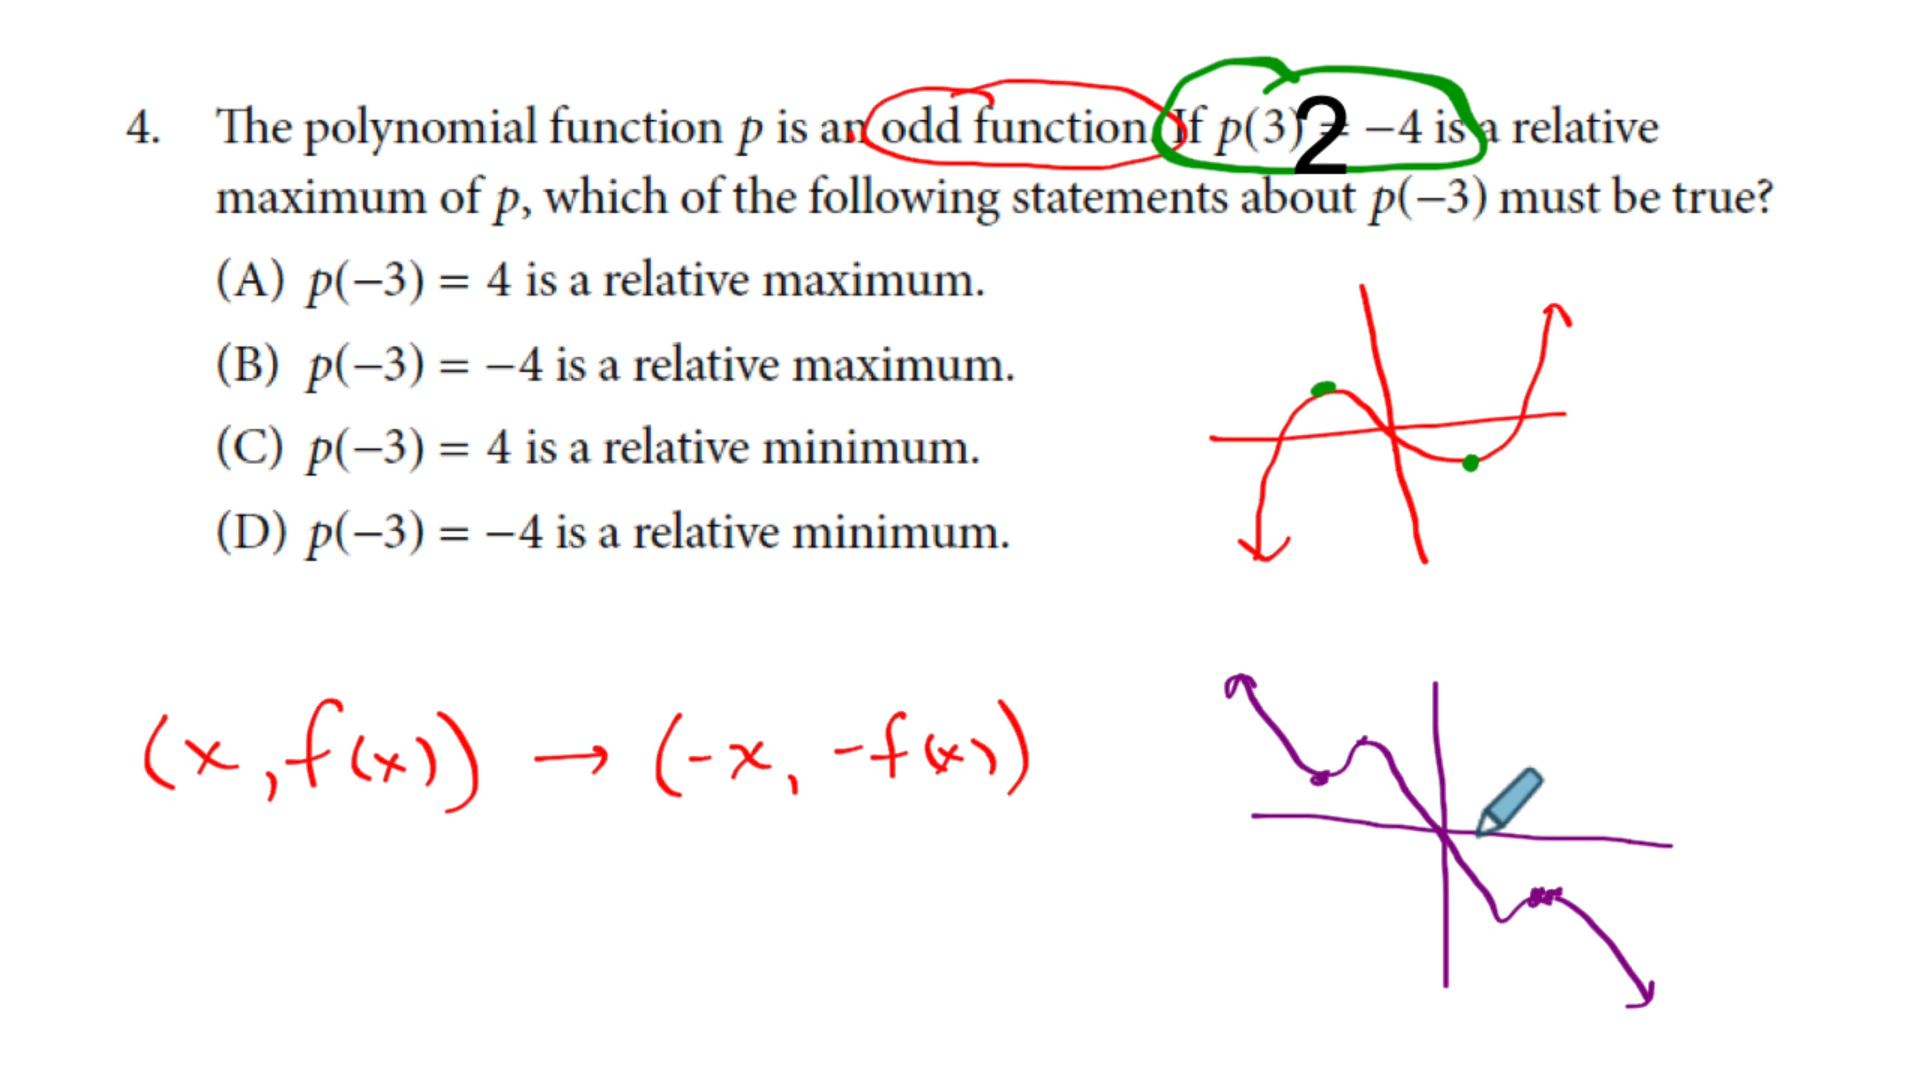 4. The polynomial function p is an odd function. If p(3) = −4 is a relative
2
maximum of p, which of the following statements about p(−3) must be true?
(A) p(−3) = 4 is a relative maximum.
(B) p(−3) = −4 is a relative maximum.
(C) p(−3) = 4 is a relative minimum.
(D) p(−3) = −4 is a relative minimum.
(x, f(x)) → (-x, -f(x))